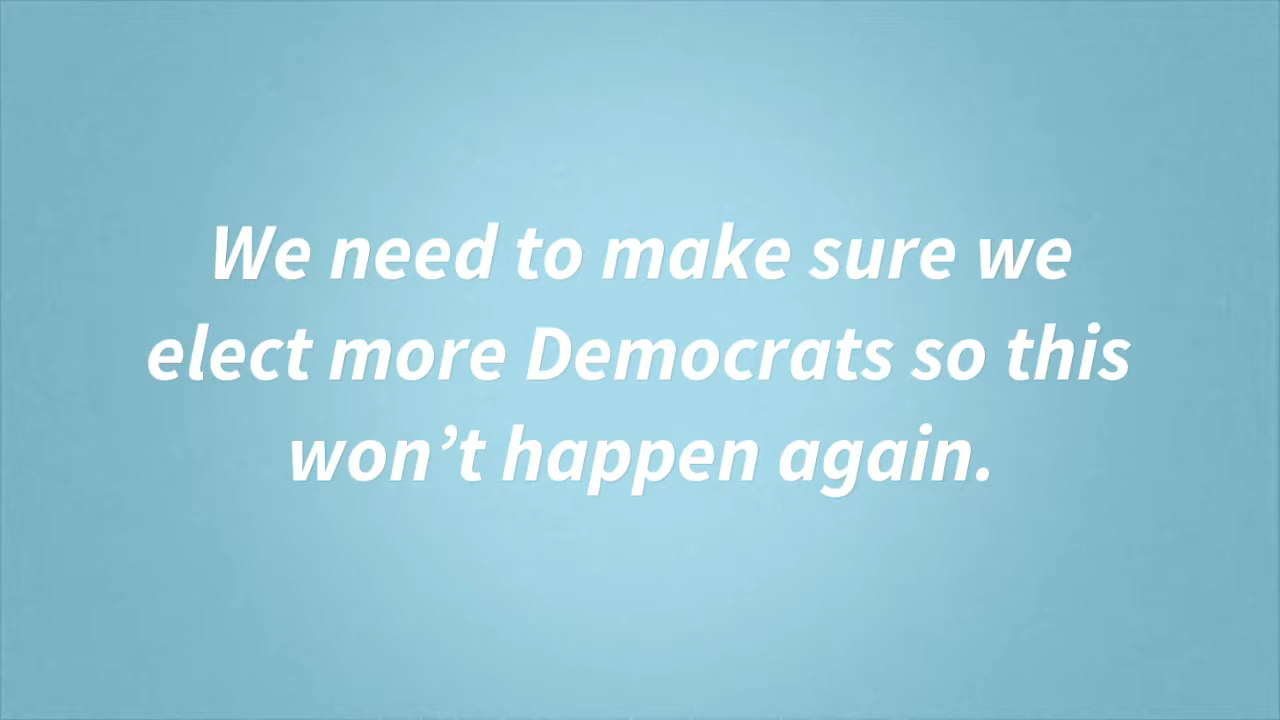 We need to make sure we
elect more Democrats so this
won’t happen again.